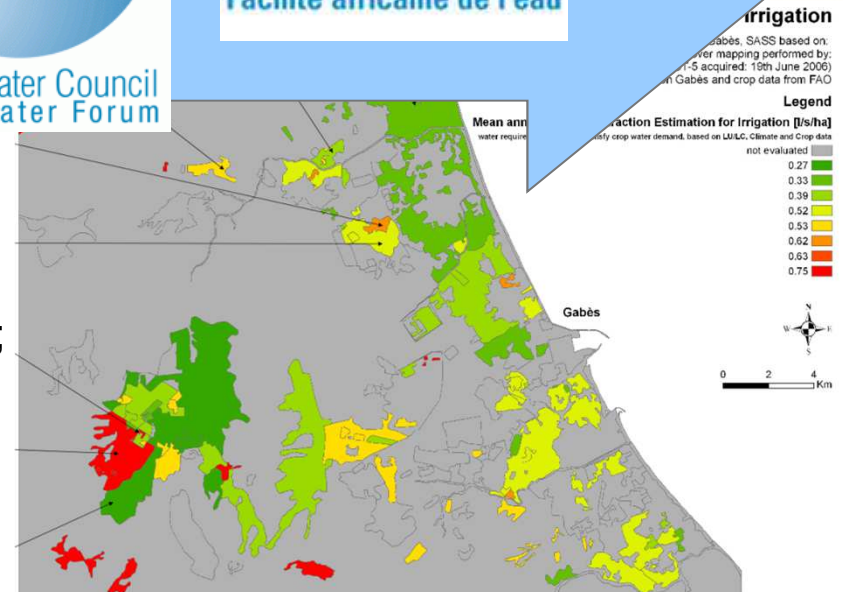 Facilité africaine de l'eau
ater Council
ater Forum
Irrigation
abès, SASS based on:
ver mapping performed by:
T-5 acquired: 19th June 2006)
n Gabès and crop data from FAO
Legend
Mean ann raction Estimation for Irrigation [l/s/ha]
water require sfy crop water demand, based on LU/LC, Climate and Crop data
not evaluated
0.27
0.33
0.39
0.52
0.53
0.62
0.63
0.75
Gabès
N
W E
S
0 2 4
Km